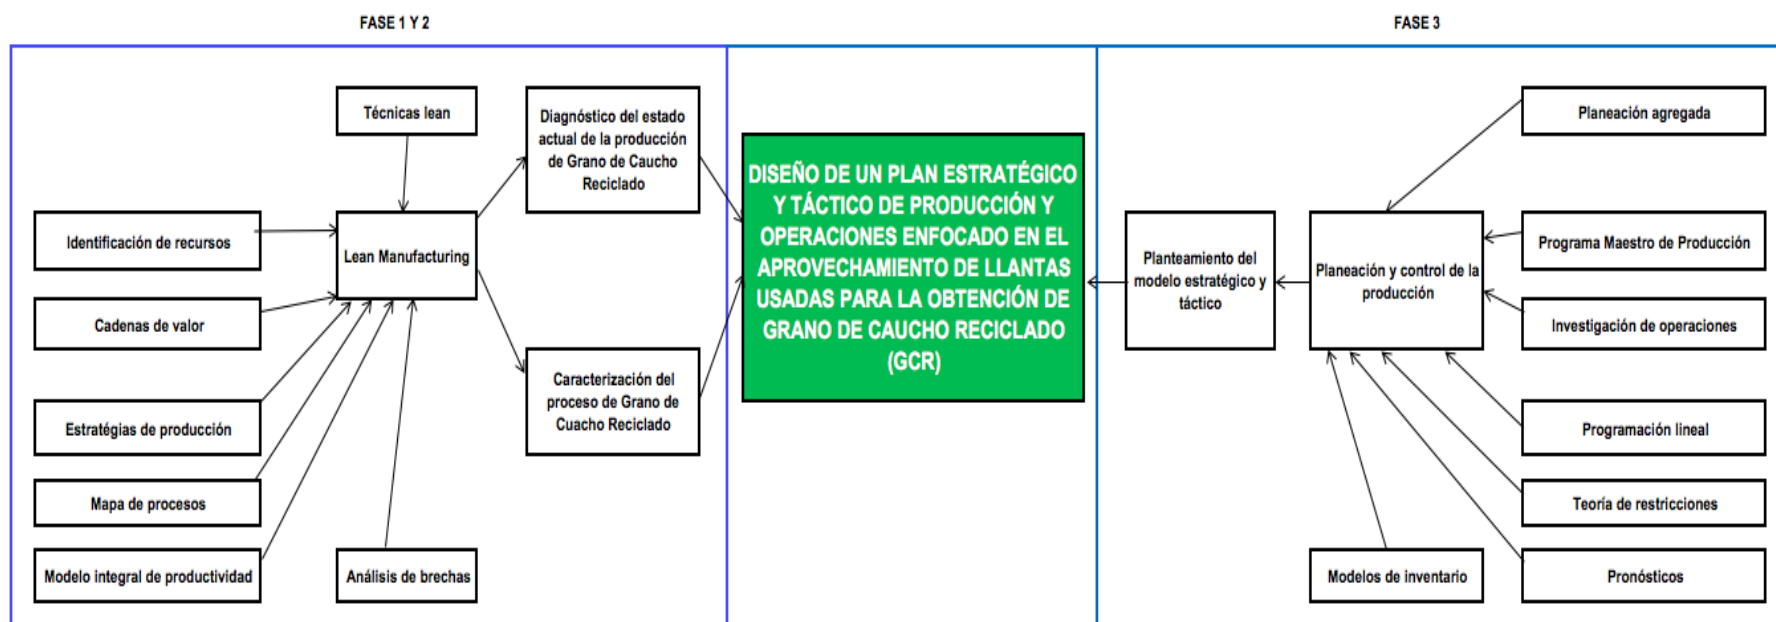 FASE 1 Y 2
FASE 3
Técnicas lean
Diagnóstico del estado
actual de la producción
de Grano de Caucho
Reciclado
Identificación de recursos
Lean Manufacturing
Cadenas de valor
Estratégias de producción
Caracterización del
proceso de Grano de
Cuacho Reciclado
Mapa de procesos
Modelo integral de productividad
Análisis de brechas
DISEÑO DE UN PLAN ESTRATÉGICO
Y TÁCTICO DE PRODUCCIÓN Y
OPERACIONES ENFOCADO EN EL
APROVECHAMIENTO DE LLANTAS
USADAS PARA LA OBTENCIÓN DE
GRANO DE CAUCHO RECICLADO
(GCR)
Planteamiento del
modelo estratégico y
táctico
Planeación y control de la
producción
Planeación agregada
Programa Maestro de Producción
Investigación de operaciones
Programación lineal
Teoría de restricciones
Modelos de inventario
Pronósticos